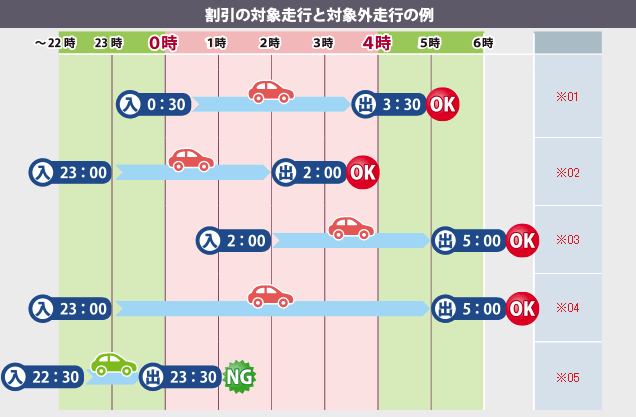 割引の対象走行と対象外走行の例
～22時 23時 0時 1時 2時 3時 4時 5時 6時
入 0：30 出 3：30 OK ※01
入 23：00 出 2：00 OK ※02
入 2：00 出 5：00 OK ※03
入 23：00 出 5：00 OK ※04
入 22：30 出 23：30 NG ※05